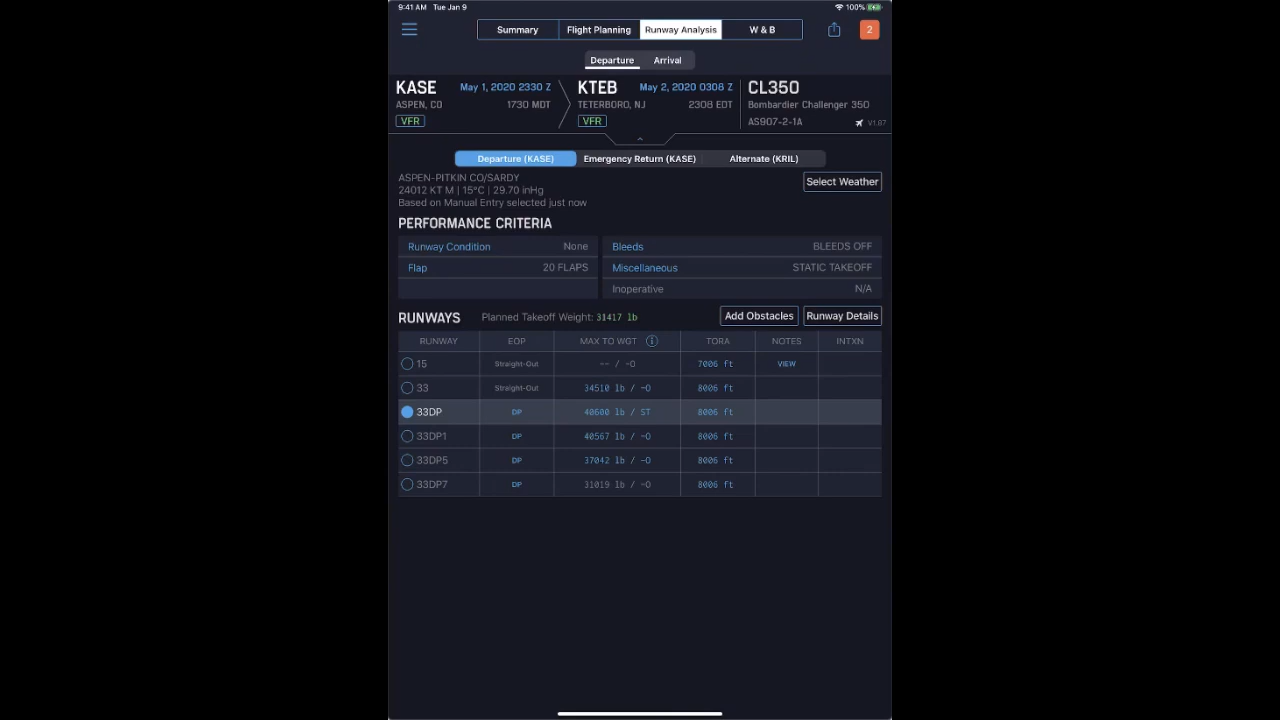 9:41 AM Tue Jan 9 100%
Summary Flight Planning Runway Analysis W & B 2
Departure Arrival
KASE May 1, 2020 2330 Z KTEB May 2, 2020 0308 Z CL350
ASPEN, CO 1730 MDT TETERBORO, NJ 2308 EDT Bombardier Challenger 350
VFR VFR AS907-2-1A V1.07
Departure (KASE) Emergency Return (KASE) Alternate (KRIL)
ASPEN-PITKIN CO/SARDY
24012 KT M | 15°C | 29.70 inHg
Based on Manual Entry selected just now
Select Weather
PERFORMANCE CRITERIA
Runway Condition None Bleeds BLEEDS OFF
Flap 20 FLAPS Miscellaneous STATIC TAKEOFF
Inoperative N/A
RUNWAYS Planned Takeoff Weight: 31417 lb Add Obstacles Runway Details
RUNWAY EOP MAX TO WGT i TORA NOTES INTXN
15 Straight-Out -- / -O 7006 ft VIEW
33 Straight-Out 34510 lb / -O 8006 ft
33DP DP 40600 lb / ST 8006 ft
33DP1 DP 40567 lb / -O 8006 ft
33DP5 DP 37042 lb / -O 8006 ft
33DP7 DP 31019 lb / -O 8006 ft